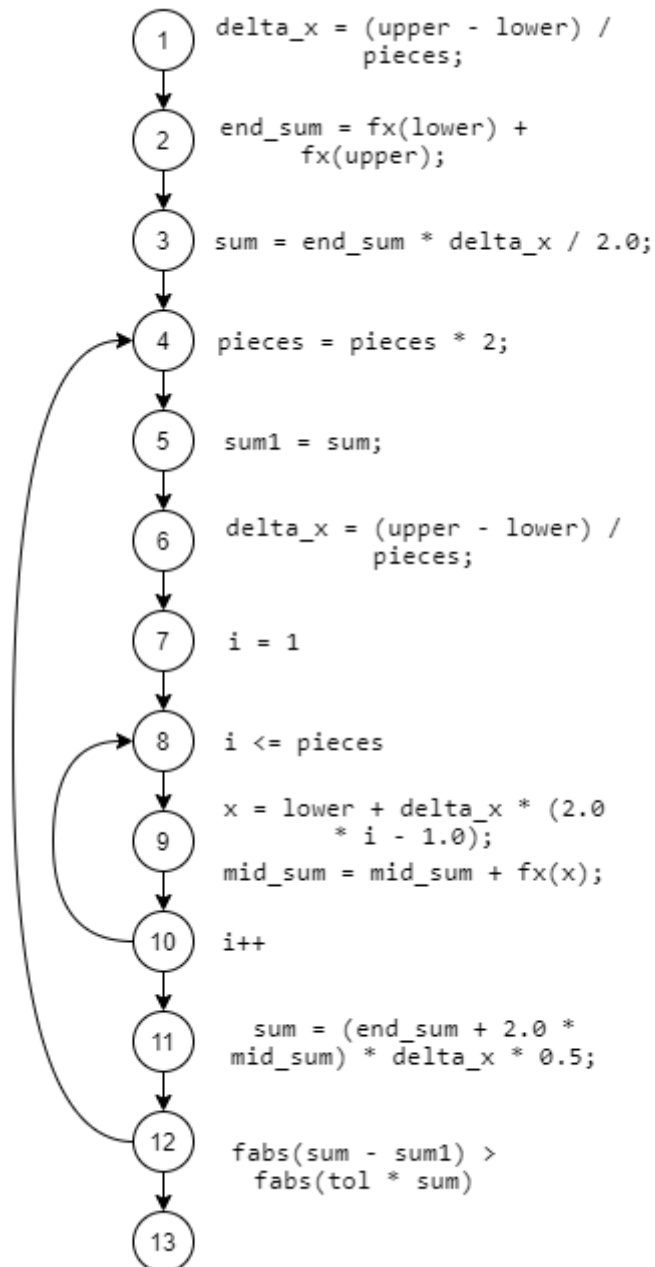 1
delta_x = (upper - lower) /
pieces;
2
end_sum = fx(lower) +
fx(upper);
3
sum = end_sum * delta_x / 2.0;
4
pieces = pieces * 2;
5
sum1 = sum;
6
delta_x = (upper - lower) /
pieces;
7
i = 1
8
i <= pieces
9
x = lower + delta_x * (2.0
* i - 1.0);
mid_sum = mid_sum + fx(x);
10
i++
11
sum = (end_sum + 2.0 *
mid_sum) * delta_x * 0.5;
12
fabs(sum - sum1) >
fabs(tol * sum)
13